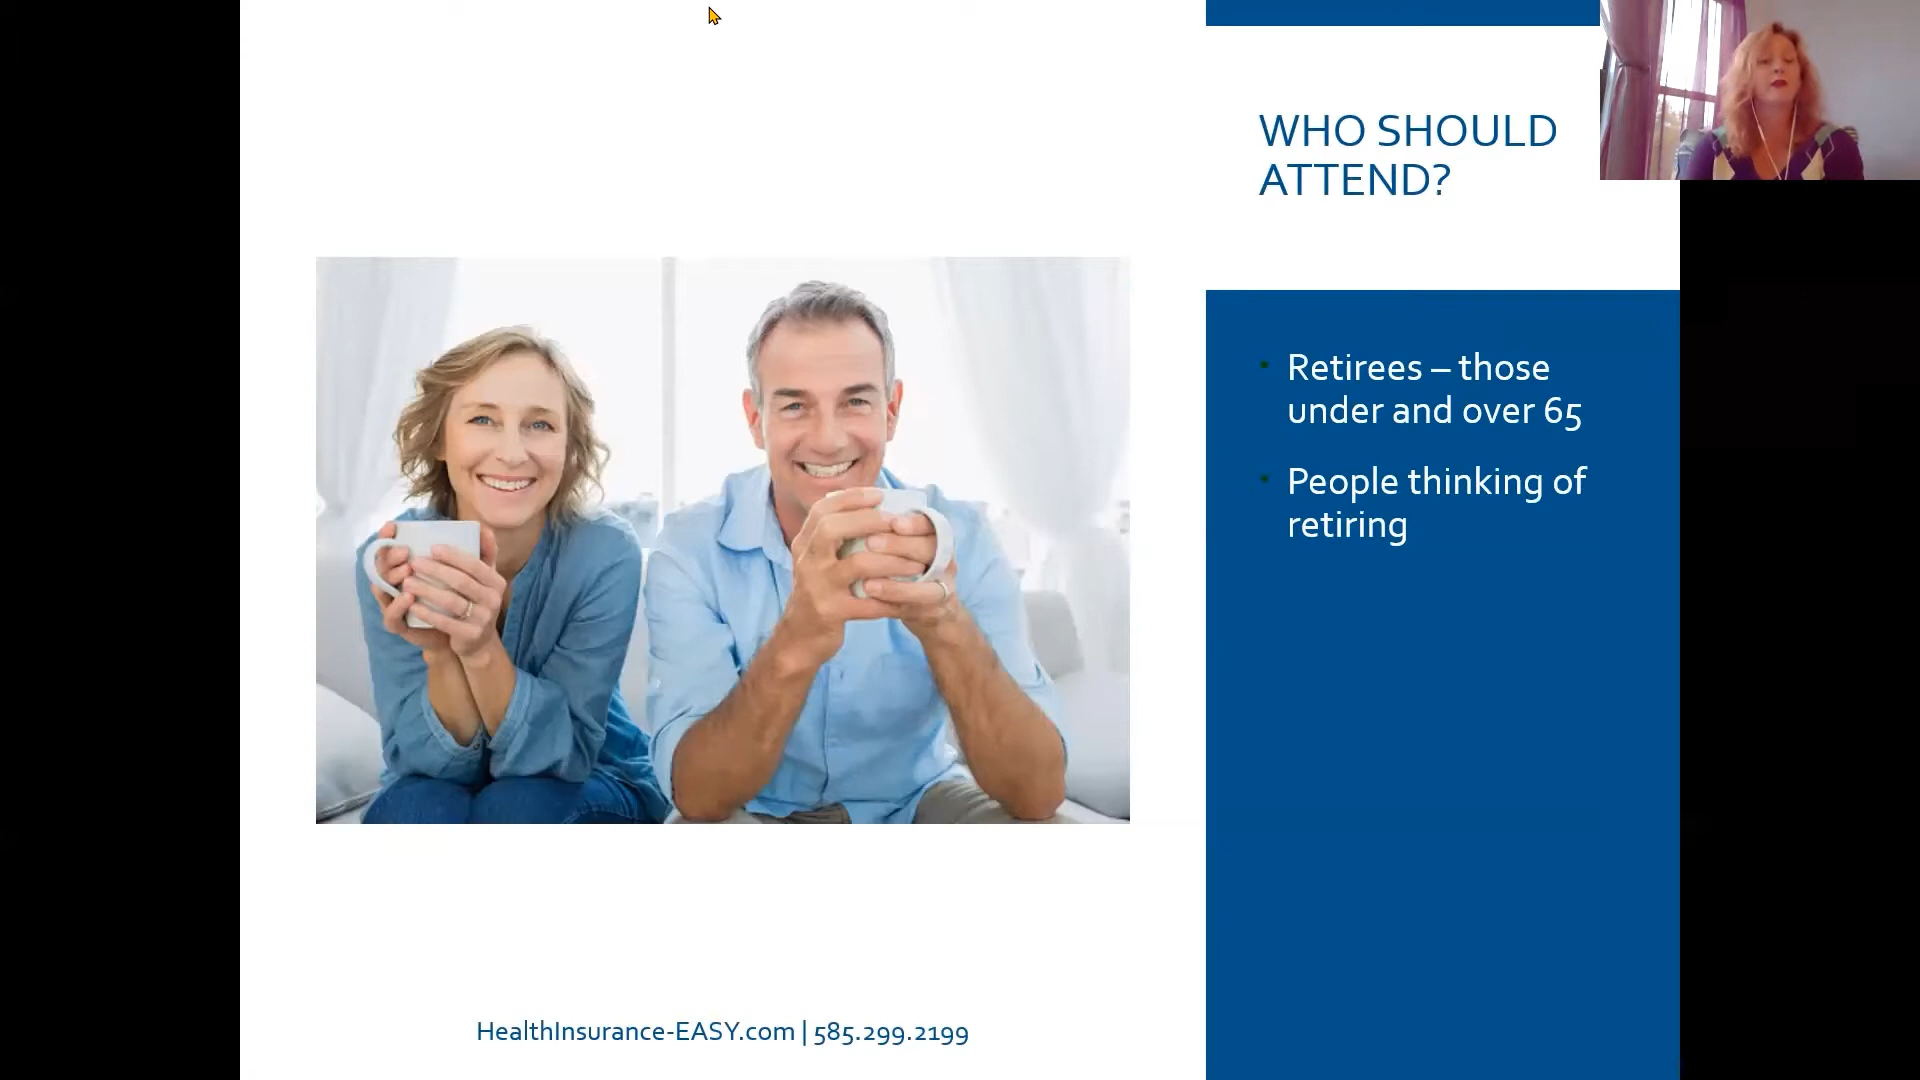 WHO SHOULD
ATTEND?
• Retirees – those
under and over 65
• People thinking of
retiring
HealthInsurance-EASY.com | 585.299.2199